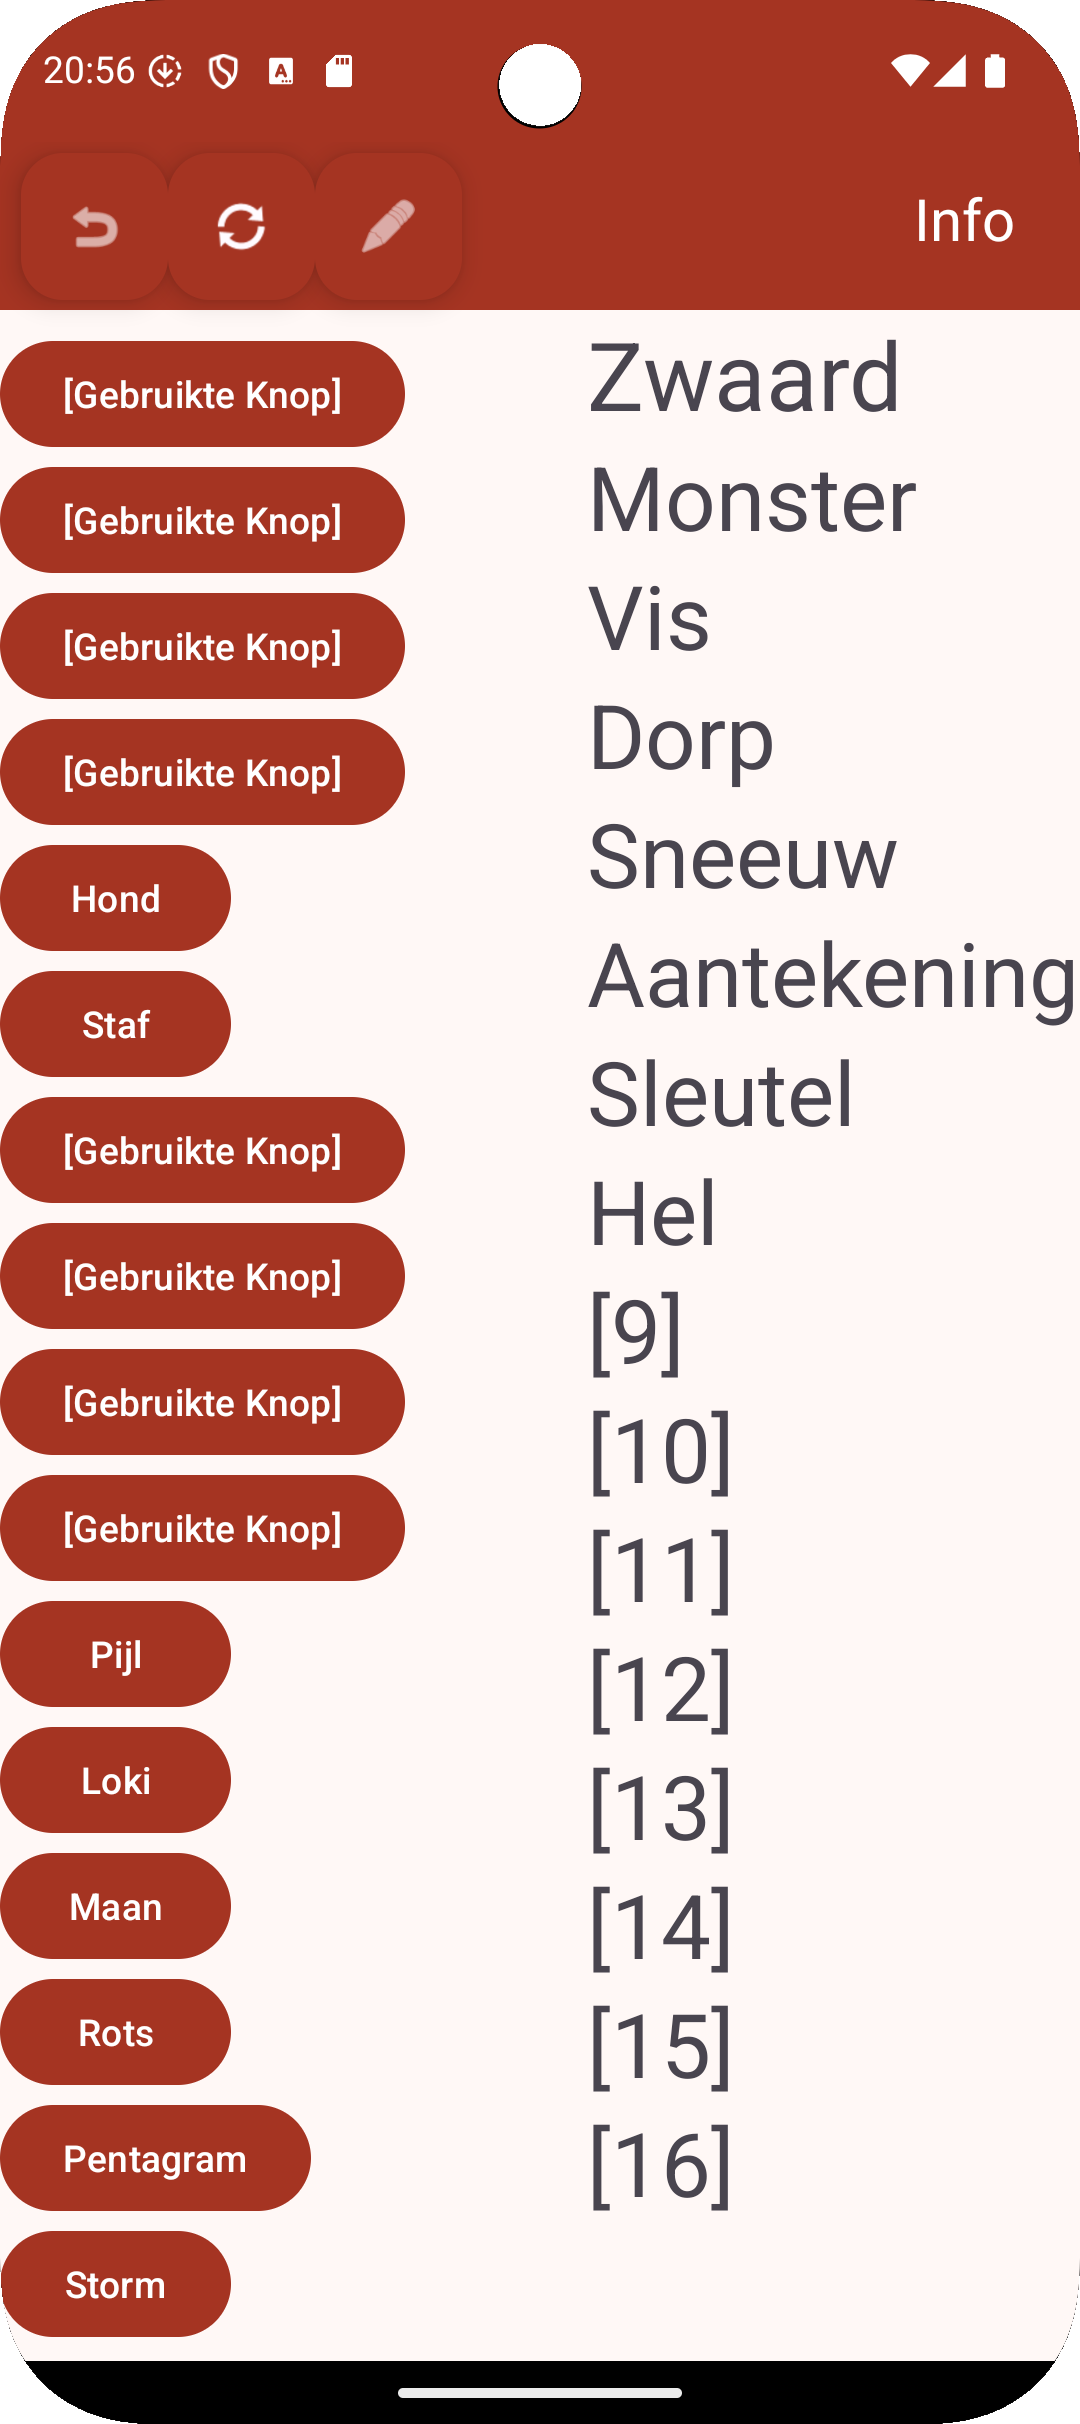 20:56
Info
[Gebruikte Knop]
[Gebruikte Knop]
[Gebruikte Knop]
[Gebruikte Knop]
Hond
Staf
[Gebruikte Knop]
[Gebruikte Knop]
[Gebruikte Knop]
[Gebruikte Knop]
Pijl
Loki
Maan
Rots
Pentagram
Storm
Zwaard
Monster
Vis
Dorp
Sneeuw
Aantekening
Sleutel
Hel
[9]
[10]
[11]
[12]
[13]
[14]
[15]
[16]